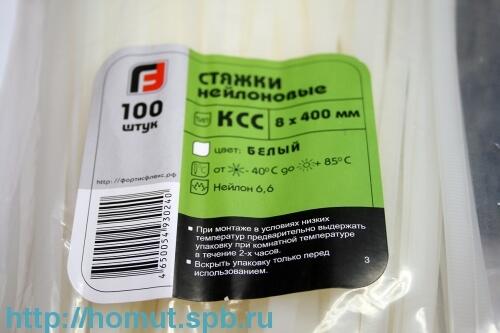 100
штук
http://фортисфлекс.рф
4650054930240
СТЯЖКИ
НЕЙЛОНОВЫЕ
тип КСС 8 х 400 мм
цвет: БЕЛЫЙ
от -40°C до + 85°C
Нейлон 6,6
• При монтаже в условиях низких
температур предварительно выдержать
упаковку при комнатной температуре
в течение 2-х часов.
• Вскрыть упаковку только перед
использованием.
3
http://homut.spb.ru